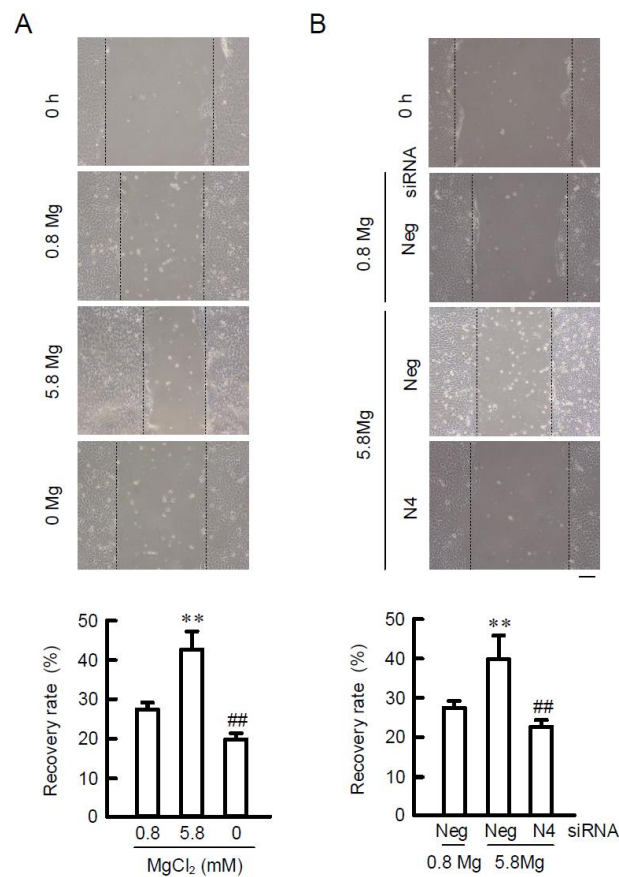 A
0 h
0.8 Mg
5.8 Mg
0 Mg
Recovery rate (%)
50
40
30
20
10
0
**
##
0.8 5.8 0
MgCl₂ (mM)
B
0 h
siRNA
0.8 Mg
Neg
5.8Mg
Neg
N4
Recovery rate (%)
50
40
30
20
10
0
**
##
Neg Neg N4 siRNA
0.8 Mg 5.8Mg